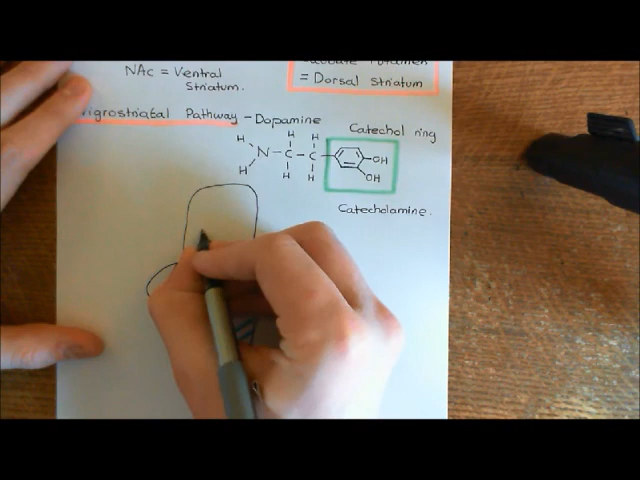 = Dorsal Striatum
NAc = Ventral
Striatum.
Pathway - Dopamine
Catechol ring
H H H
N - C - C - OH
H H H OH
Catecholamine.